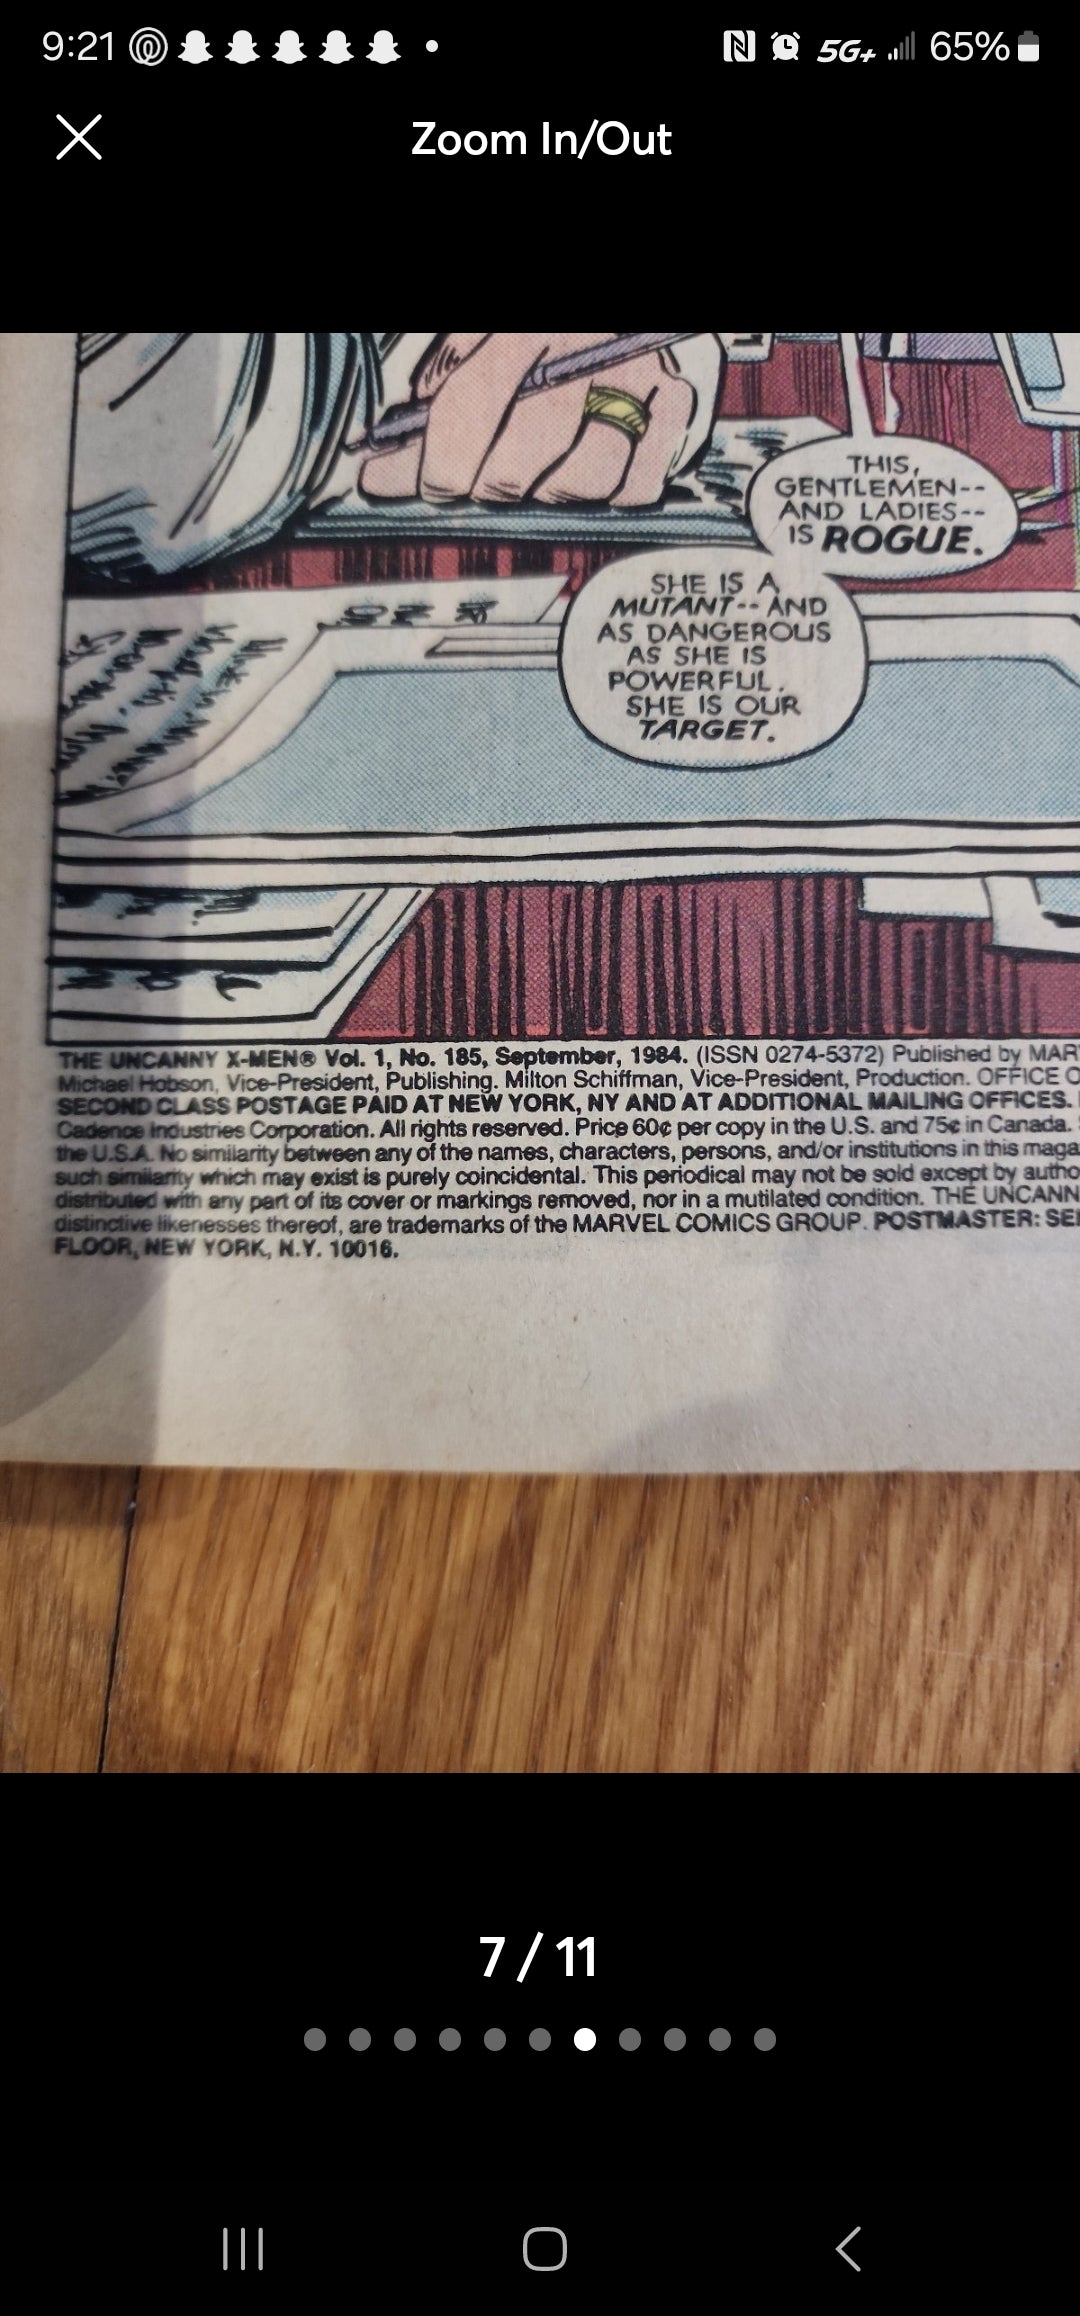 9:21
5G+ 65%
Zoom In/Out
THIS,
GENTLEMEN--
AND LADIES--
IS ROGUE.
SHE IS A
MUTANT-- AND
AS DANGEROUS
AS SHE IS
POWERFUL.
SHE IS OUR
TARGET.
THE UNCANNY X-MEN® Vol. 1, No. 185, September, 1984. (ISSN 0274-5372) Published by MAR
Michael Hobson, Vice-President, Publishing. Milton Schiffman, Vice-President, Production. OFFICE O
SECOND CLASS POSTAGE PAID AT NEW YORK, NY AND AT ADDITIONAL MAILING OFFICES.
Cadence Industries Corporation. All rights reserved. Price 60¢ per copy in the U.S. and 75¢ in Canada.
the U.S.A. No similarity between any of the names, characters, persons, and/or institutions in this maga
such similarity which may exist is purely coincidental. This periodical may not be sold except by autho
distributed with any part of its cover or markings removed, nor in a mutilated condition. THE UNCANN
distinctive likenesses thereof, are trademarks of the MARVEL COMICS GROUP. POSTMASTER: SE
FLOOR, NEW YORK, N.Y. 10016.
7 / 11